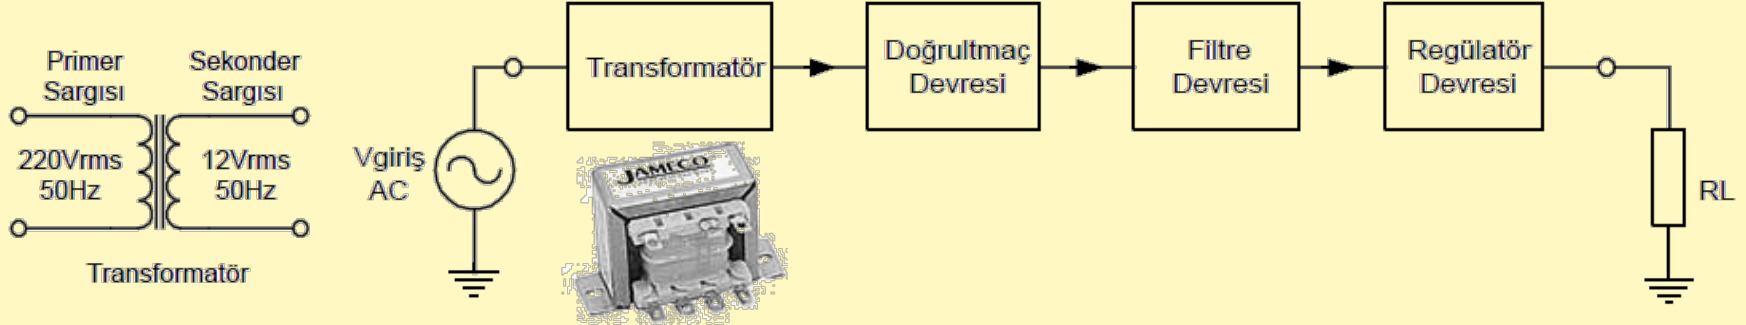 Primer
Sargısı
Sekonder
Sargısı
220Vrms
50Hz
12Vrms
50Hz
Transformatör
Vgiriş
AC
Transformatör
JAMECO
Doğrultmaç
Devresi
Filtre
Devresi
Regülatör
Devresi
RL